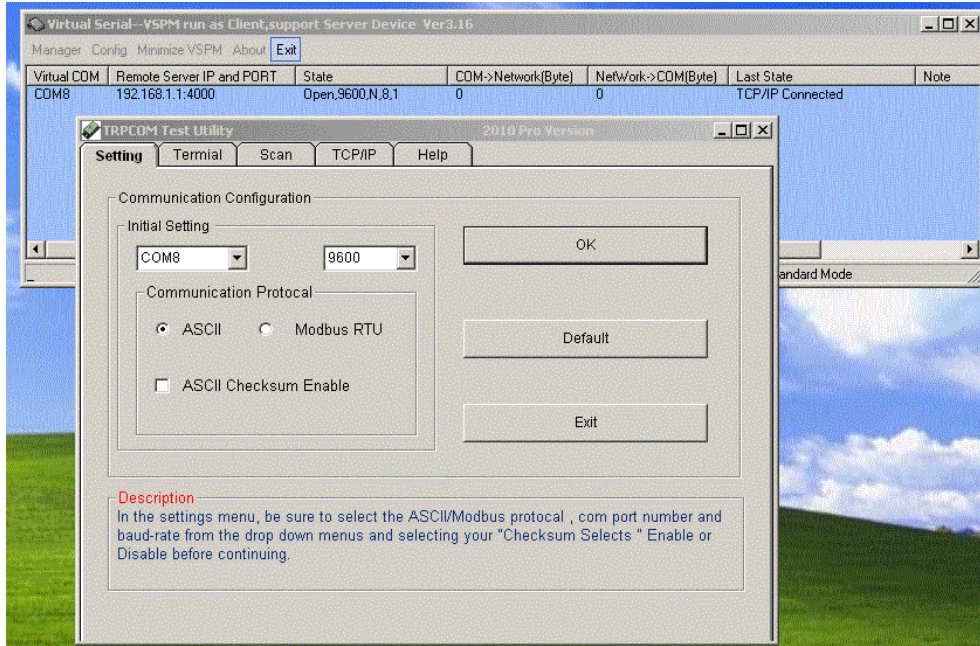 Virtual Serial--VSPM run as Client,support Server Device Ver3.16
Manager Config Minimize VSPM About Exit
Virtual COM Remote Server IP and PORT State COM->Network(Byte) NetWork->COM(Byte) Last State Note
COM8 192.168.1.1:4000 Open,9600,N,8,1 0 0 TCP/IP Connected
TRPCOM Test Utility 2010 Pro Version
Setting Termial Scan TCP/IP Help
Communication Configuration
Initial Setting
COM8 9600 OK
andard Mode
Communication Protocal
ASCII Modbus RTU
Default
ASCII Checksum Enable
Exit
Description
In the settings menu, be sure to select the ASCII/Modbus protocal , com port number and
baud-rate from the drop down menus and selecting your "Checksum Selects " Enable or
Disable before continuing.